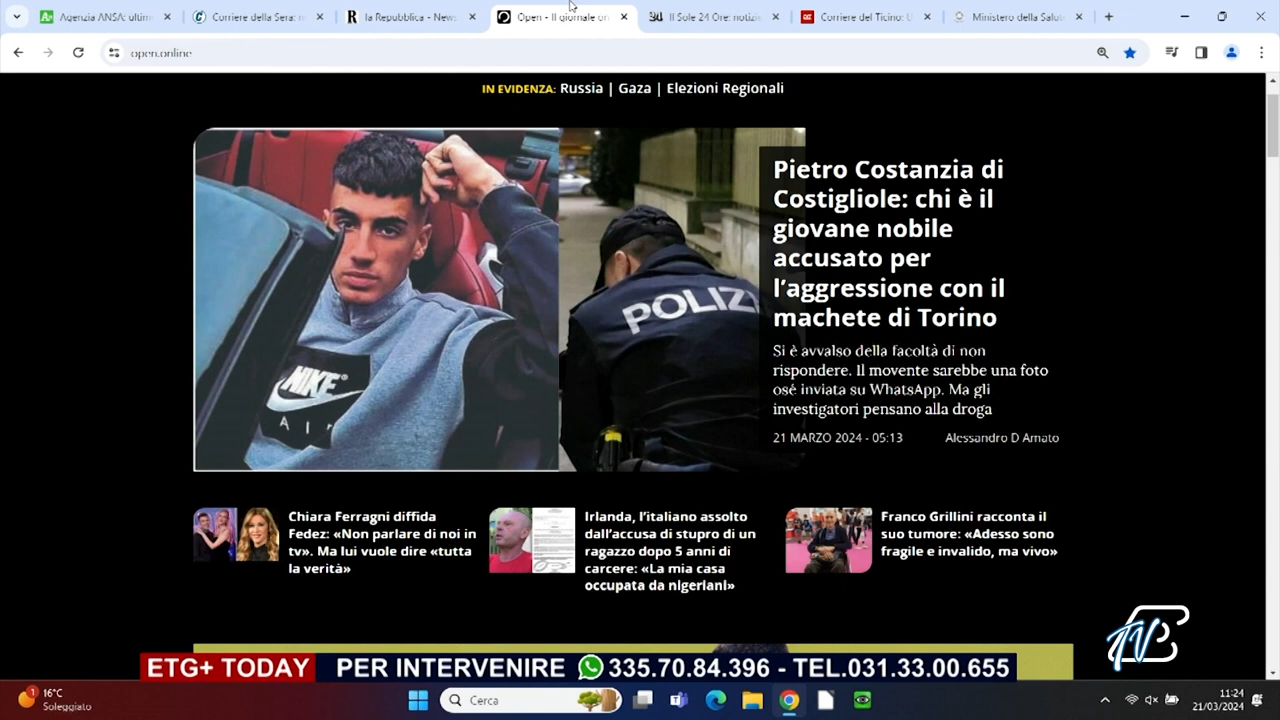 Agenzia ANSA: ultime
Corriere della Sera:
la Repubblica - News
Open - Il giornale on
Il Sole 24 Ore: notizie
Corriere del Ticino:
Ministero della Salute
open.online
IN EVIDENZA: Russia | Gaza | Elezioni Regionali
Pietro Costanzia di
Costigliole: chi è il
giovane nobile
accusato per
l'aggressione con il
machete di Torino
Si è avvalso della facoltà di non
rispondere. Il movente sarebbe una foto
osé inviata su WhatsApp. Ma gli
investigatori pensano alla droga
21 MARZO 2024 - 05:13 Alessandro D Amato
POLIZI
NIKE
AIR
Chiara Ferragni diffida
Fedez: «Non parlare di noi in
tv». Ma lui vuole dire «tutta
la verità»
Irlanda, l'italiano assolto
dall'accusa di stupro di un
ragazzo dopo 5 anni di
carcere: «La mia casa
occupata da nigeriani»
Franco Grillini racconta il
suo tumore: «Adesso sono
fragile e invalido, ma vivo»
ETV
ETG+ TODAY PER INTERVENIRE 335.70.84.396 - TEL.031.33.00.655
1
16°C
Soleggiato
Cerca
11:24
21/03/2024